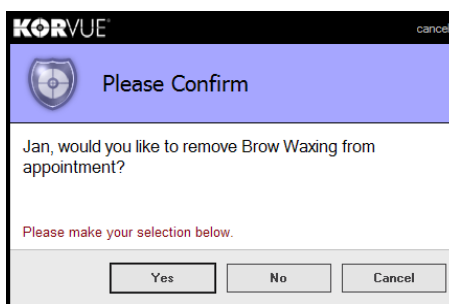 KORVUE
cancel
Please Confirm
Jan, would you like to remove Brow Waxing from
appointment?
Please make your selection below.
Yes No Cancel